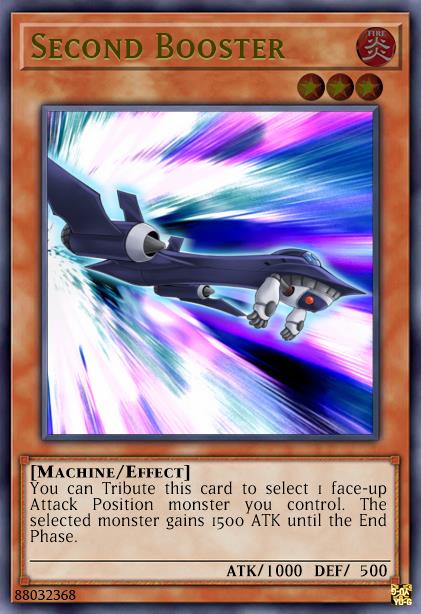 Second Booster
FIRE
炎
[Machine/Effect]
You can Tribute this card to select 1 face-up
Attack Position monster you control. The
selected monster gains 1500 ATK until the End
Phase.
ATK/1000 DEF/ 500
88032368